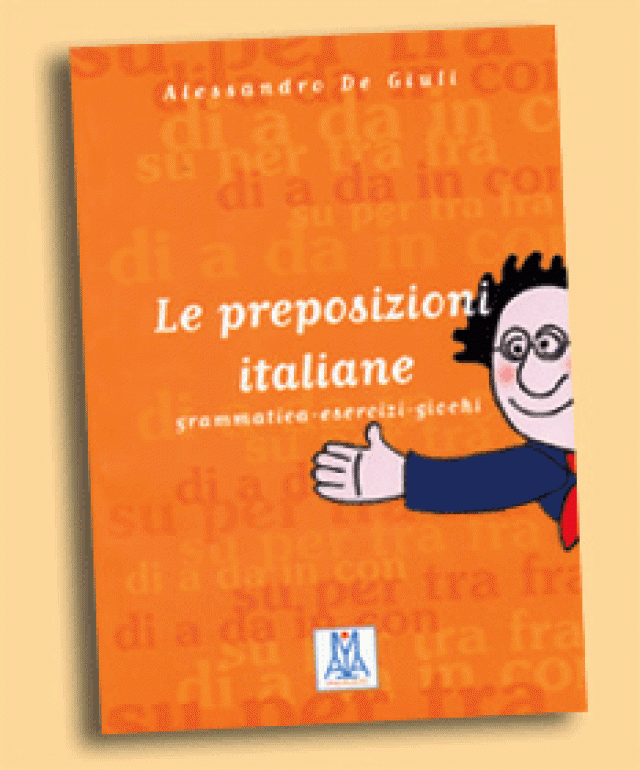 su per tra
Alessandro De Giuli
di a da in c
su per tra fra
di a da in con
su per tra fra
di a da in con
Le preposizioni
italiane
grammatica-esercizi-giochi
di a d
su per
su per tra fra
di a da in con
su per tra fra
di a da in con
su per tra fra
ALMA
di a da in con
su per tra